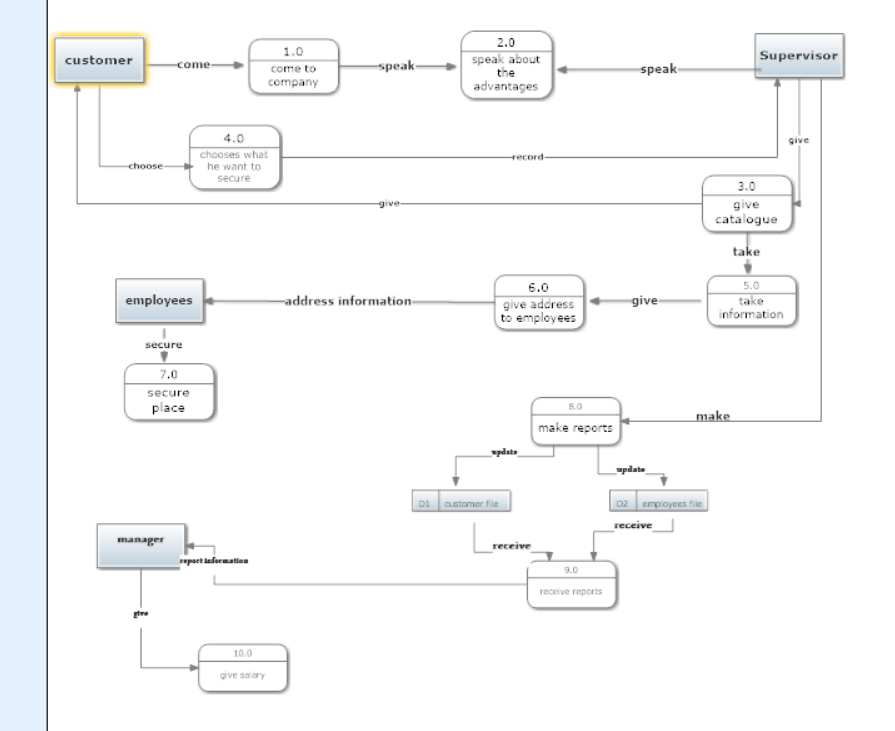 customer
come
1.0
come to
company
speak
2.0
speak about
the
advantages
speak
Supervisor
give
choose
4.0
chooses what
he want to
secure
record
give
3.0
give
catalogue
take
5.0
take
information
give
6.0
give address
to employees
address information
employees
secure
7.0
secure
place
make
8.0
make reports
update
update
D1 customer file
D2 employees file
receive
receive
9.0
receive reports
report information
manager
give
10.0
give salary